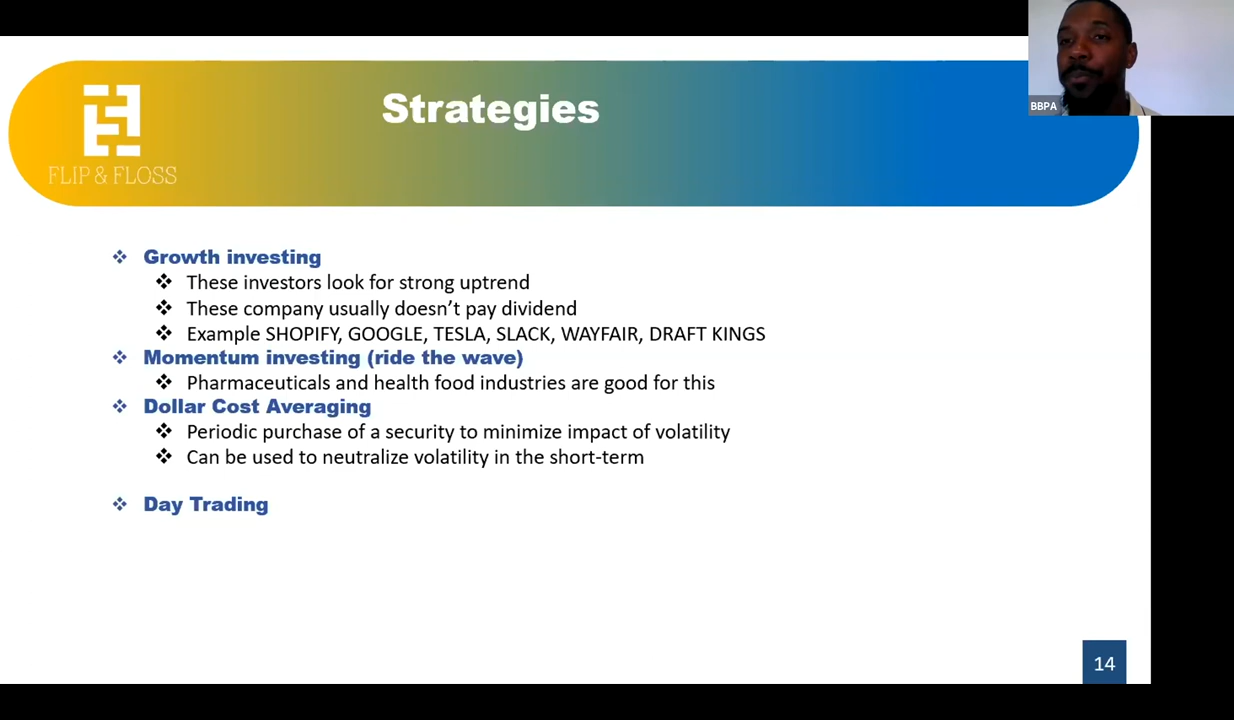 Strategies
FLIP & FLOSS
BBPA
Growth investing
These investors look for strong uptrend
These company usually doesn't pay dividend
Example SHOPIFY, GOOGLE, TESLA, SLACK, WAYFAIR, DRAFT KINGS
Momentum investing (ride the wave)
Pharmaceuticals and health food industries are good for this
Dollar Cost Averaging
Periodic purchase of a security to minimize impact of volatility
Can be used to neutralize volatility in the short-term
Day Trading
14